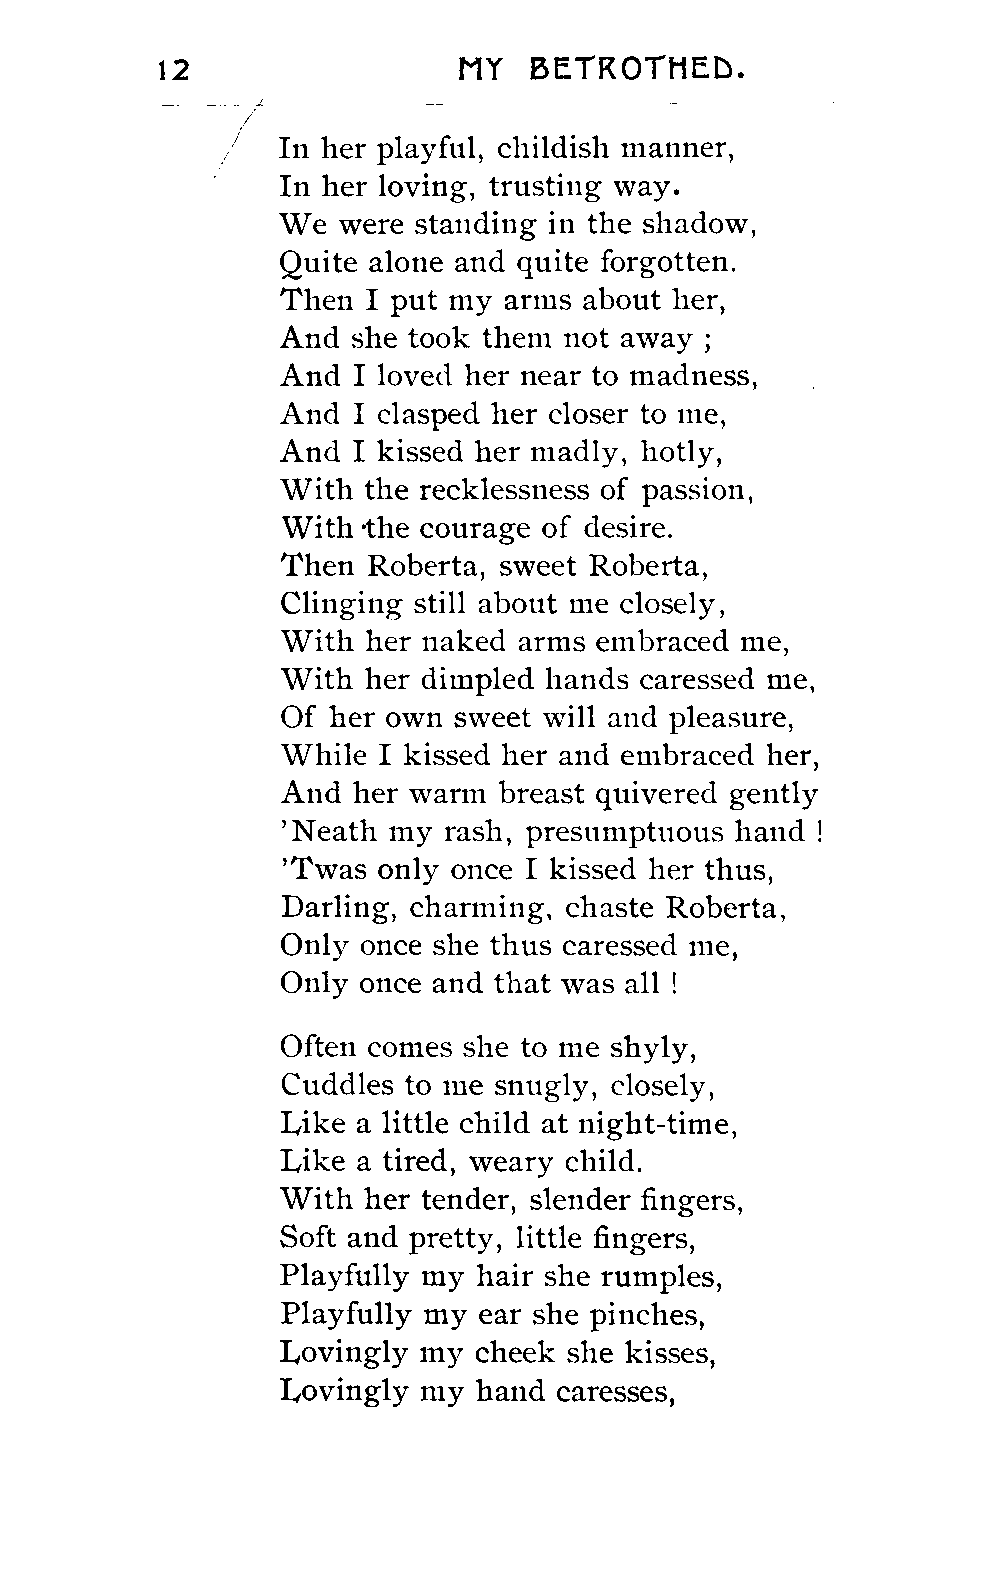 12 MY BETROTHED.
In her playful, childish manner,
In her loving, trusting way.
We were standing in the shadow,
Quite alone and quite forgotten.
Then I put my arms about her,
And she took them not away ;
And I loved her near to madness,
And I clasped her closer to me,
And I kissed her madly, hotly,
With the recklessness of passion,
With the courage of desire.
Then Roberta, sweet Roberta,
Clinging still about me closely,
With her naked arms embraced me,
With her dimpled hands caressed me,
Of her own sweet will and pleasure,
While I kissed her and embraced her,
And her warm breast quivered gently
’Neath my rash, presumptuous hand !
’Twas only once I kissed her thus,
Darling, charming, chaste Roberta,
Only once she thus caressed me,
Only once and that was all !
Often comes she to me shyly,
Cuddles to me snugly, closely,
Like a little child at night-time,
Like a tired, weary child.
With her tender, slender fingers,
Soft and pretty, little fingers,
Playfully my hair she rumples,
Playfully my ear she pinches,
Lovingly my cheek she kisses,
Lovingly my hand caresses,